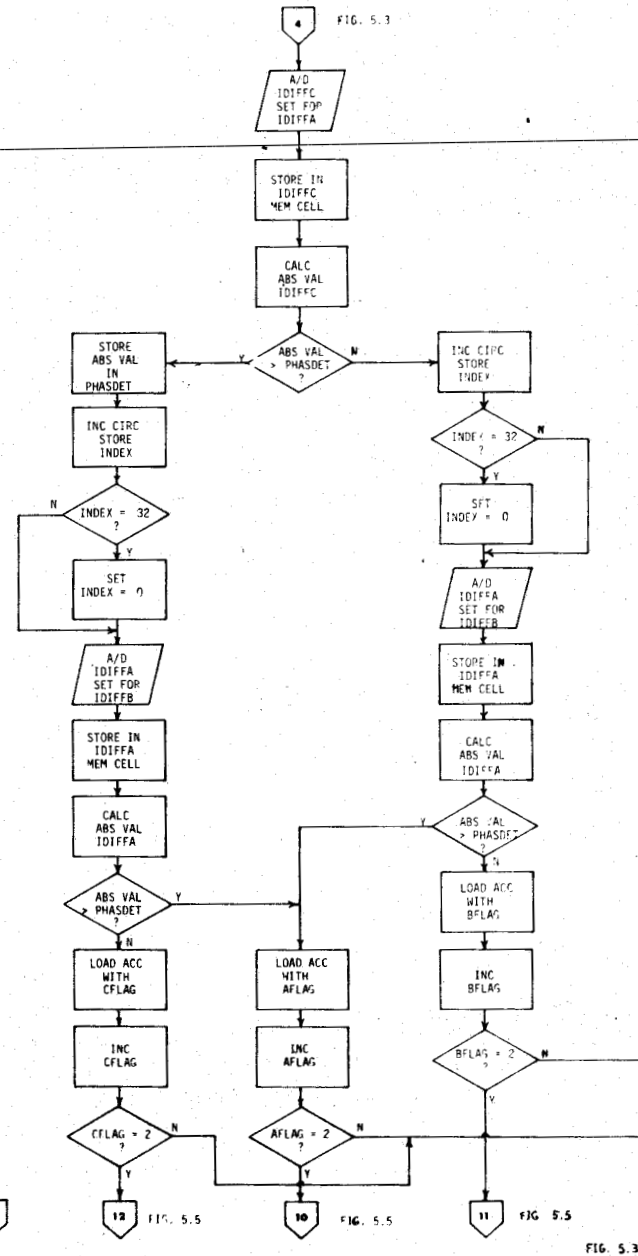 4
FIG. 5.3
A/D
IDIFFC
SET FOR
IDIFFA
STORE IN
IDIFFC
MEM CELL
CALC
ABS VAL
IDIFFC
ABS VAL
> PHASDET
?
Y
N
STORE
ABS VAL
IN
PHASDET
INC CIRC
STORE
INDEX
INDEX = 32
?
N
Y
SET
INDEX = 0
A/D
IDIFFA
SET FOR
IDIFFB
STORE IN
IDIFFA
MEM CELL
CALC
ABS VAL
IDIFFA
ABS VAL
> PHASDET
?
Y
N
LOAD ACC
WITH
CFLAG
INC
CFLAG
CFLAG = 2
?
N
Y
12
FIG. 5.5
LOAD ACC
WITH
AFLAG
INC
AFLAG
AFLAG = 2
?
N
Y
10
FIG. 5.5
INC CIRC
STORE
INDEX
INDEX = 32
?
N
Y
SET
INDEX = 0
A/D
IDIFFA
SET FOR
IDIFFB
STORE IN
IDIFFA
MEM CELL
CALC
ABS VAL
IDIFFA
ABS VAL
> PHASDET
?
Y
N
LOAD ACC
WITH
BFLAG
INC
BFLAG
BFLAG = 2
?
N
Y
11
FIG 5.5
FIG. 5.3